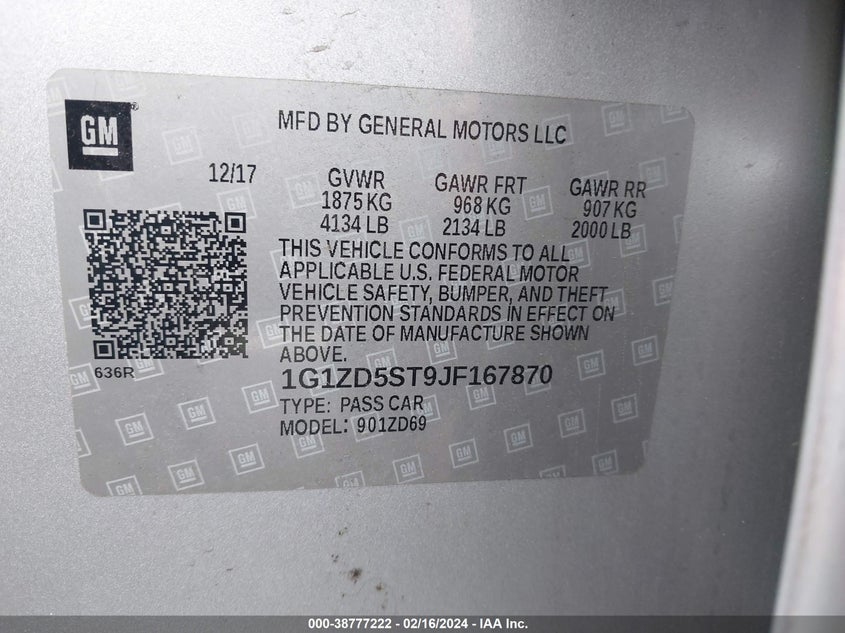 GM
MFD BY GENERAL MOTORS LLC
12/17
GVWR
1875 KG
4134 LB
GAWR FRT
968 KG
2134 LB
GAWR RR
907 KG
2000 LB
THIS VEHICLE CONFORMS TO ALL
APPLICABLE U.S. FEDERAL MOTOR
VEHICLE SAFETY, BUMPER, AND THEFT
PREVENTION STANDARDS IN EFFECT ON
THE DATE OF MANUFACTURE SHOWN
ABOVE.
636R
1G1ZD5ST9JF167870
TYPE: PASS CAR
MODEL: 901ZD69
000-38777222 - 02/16/2024 - IAA Inc.